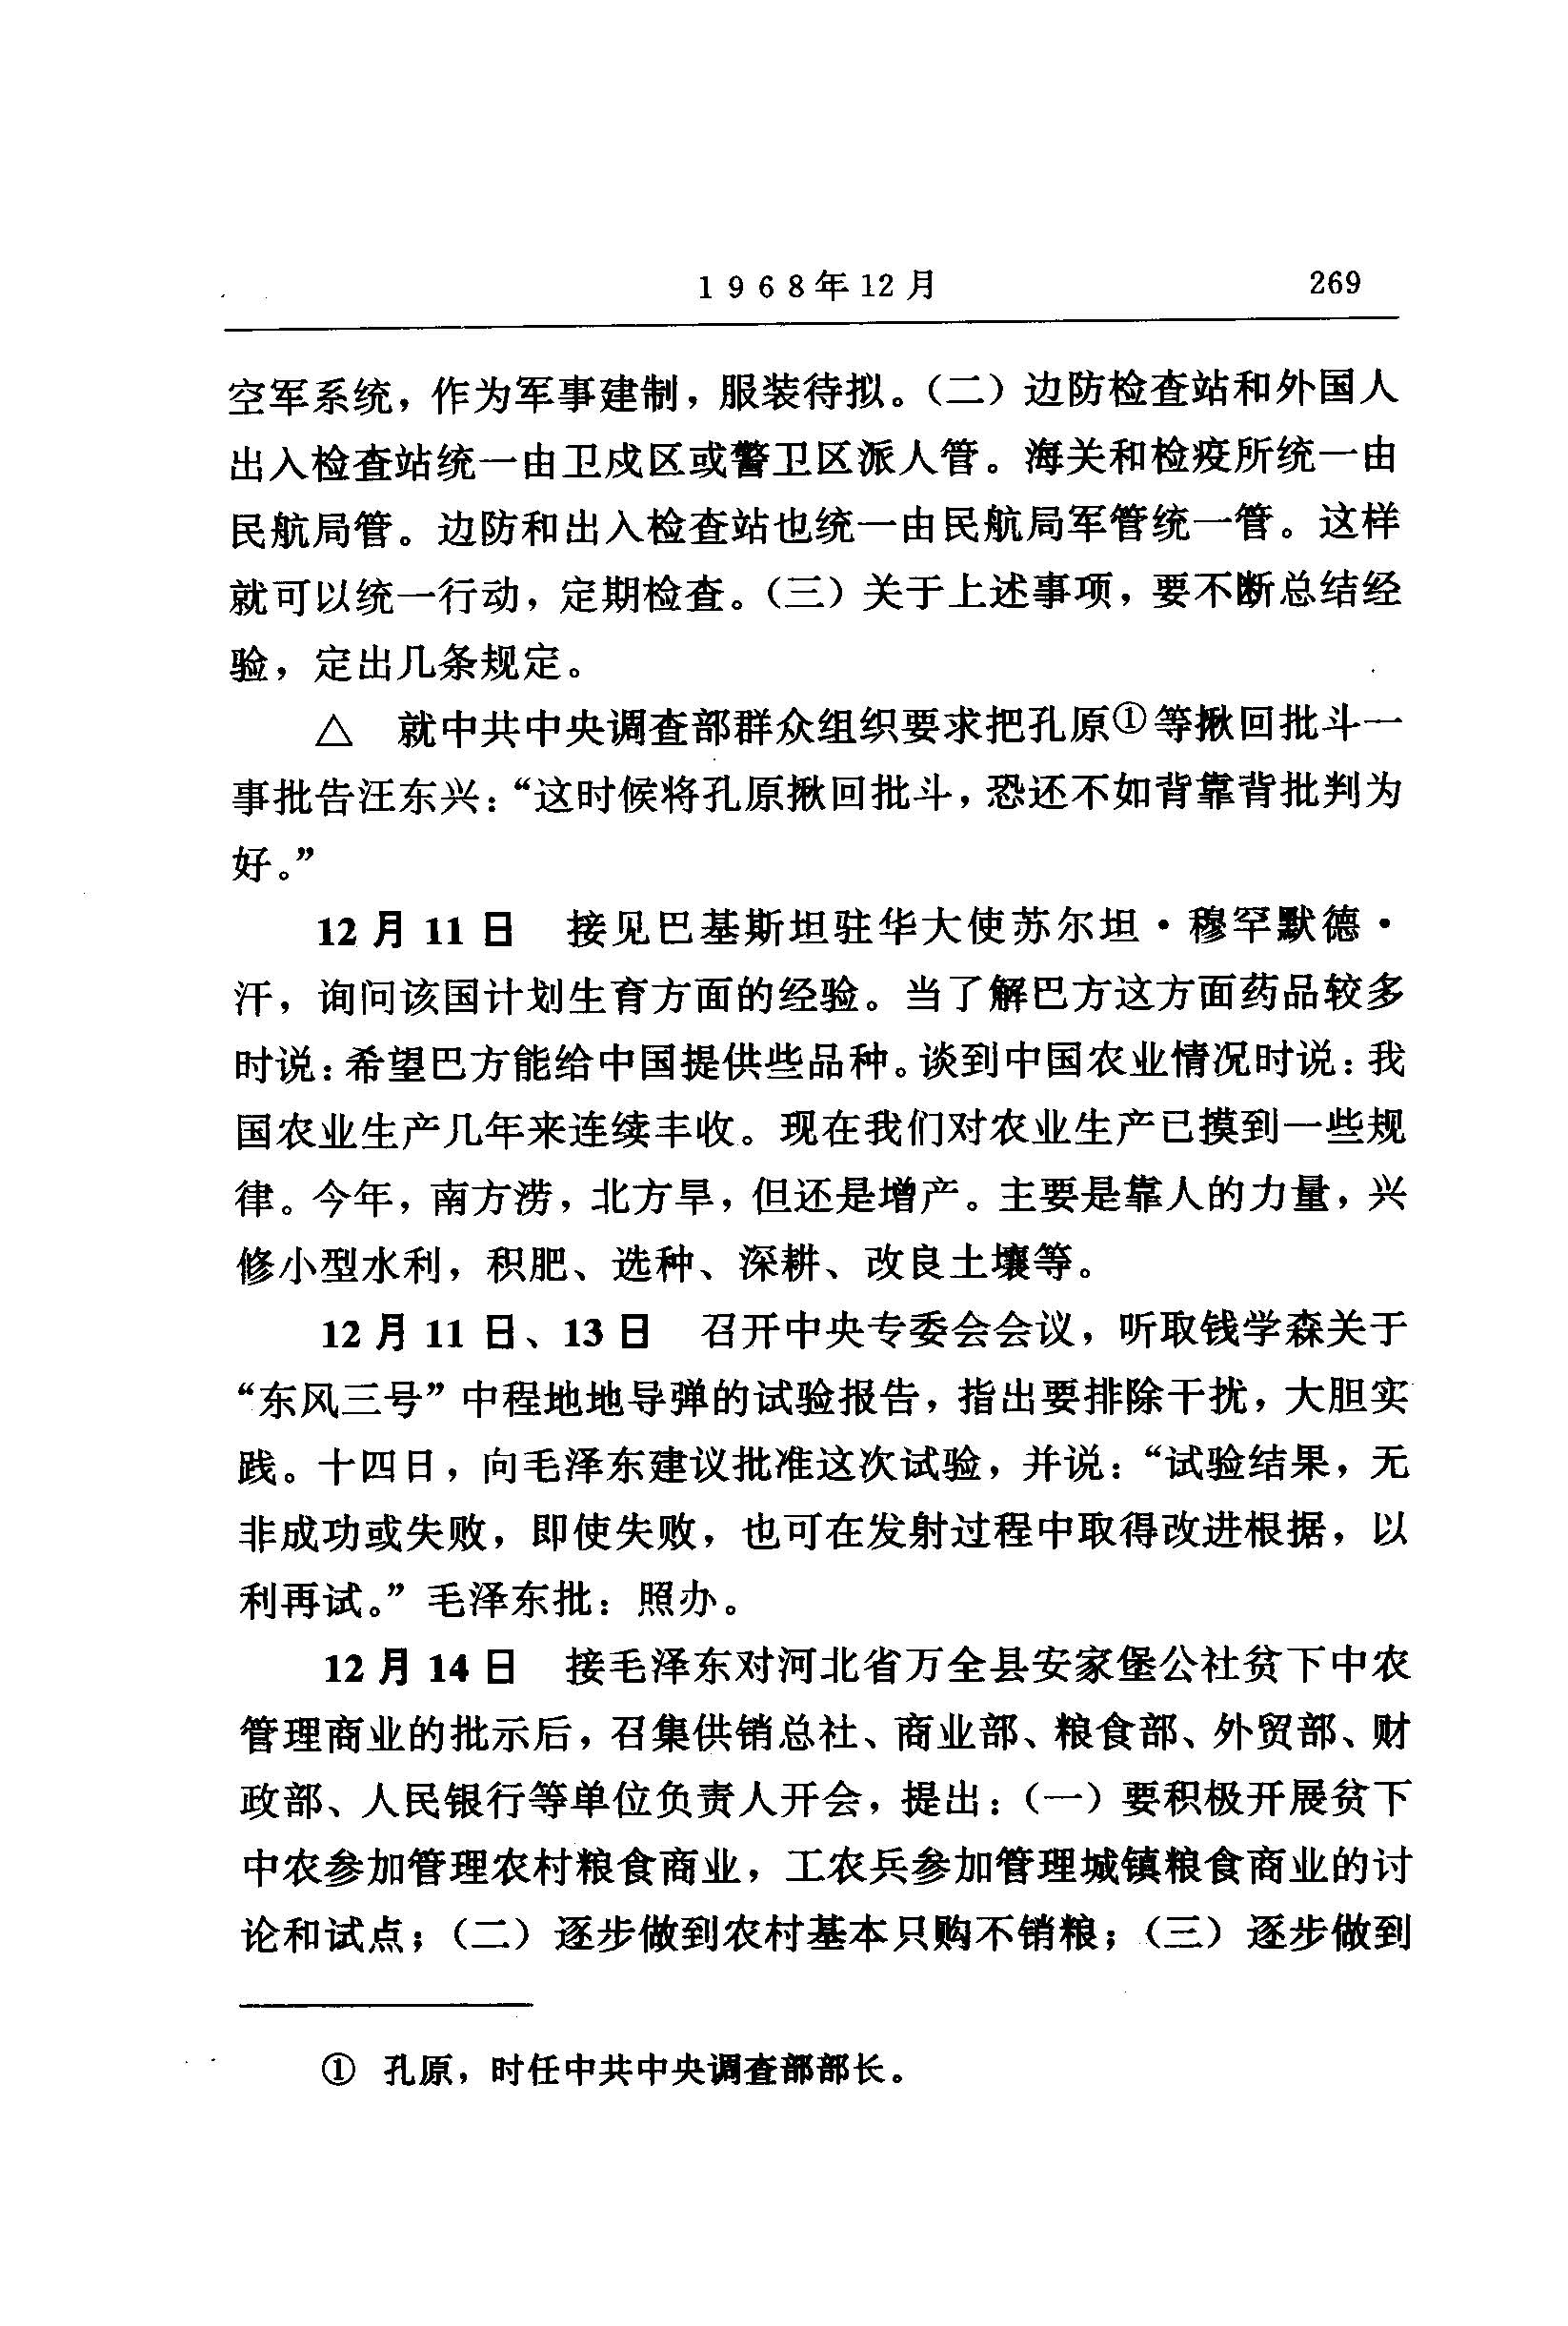 1968年12月 269
空军系统，作为军事建制，服装待拟。（二）边防检查站和外国人
出入检查站统一由卫戍区或警卫区派人管。海关和检疫所统一由
民航局管。边防和出入检查站也统一由民航局军管统一管。这样
就可以统一行动，定期检查。（三）关于上述事项，要不断总结经
验，定出几条规定。
△　就中共中央调查部群众组织要求把孔原①等揪回批斗一
事批告汪东兴：“这时候将孔原揪回批斗，恐还不如背靠背批判为
好。”
12月11日　接见巴基斯坦驻华大使苏尔坦·穆罕默德·
汗，询问该国计划生育方面的经验。当了解巴方这方面药品较多
时说：希望巴方能给中国提供些品种。谈到中国农业情况时说：我
国农业生产几年来连续丰收。现在我们对农业生产已摸到一些规
律。今年，南方涝，北方旱，但还是增产。主要是靠人的力量，兴
修小型水利，积肥、选种、深耕、改良土壤等。
12月11日、13日　召开中央专委会会议，听取钱学森关于
“东风三号”中程地地导弹的试验报告，指出要排除干扰，大胆实
践。十四日，向毛泽东建议批准这次试验，并说：“试验结果，无
非成功或失败，即使失败，也可在发射过程中取得改进根据，以
利再试。”毛泽东批：照办。
12月14日　接毛泽东对河北省万全县安家堡公社贫下中农
管理商业的批示后，召集供销总社、商业部、粮食部、外贸部、财
政部、人民银行等单位负责人开会，提出：（一）要积极开展贫下
中农参加管理农村粮食商业，工农兵参加管理城镇粮食商业的讨
论和试点；（二）逐步做到农村基本只购不销粮；（三）逐步做到
①　孔原，时任中共中央调查部部长。